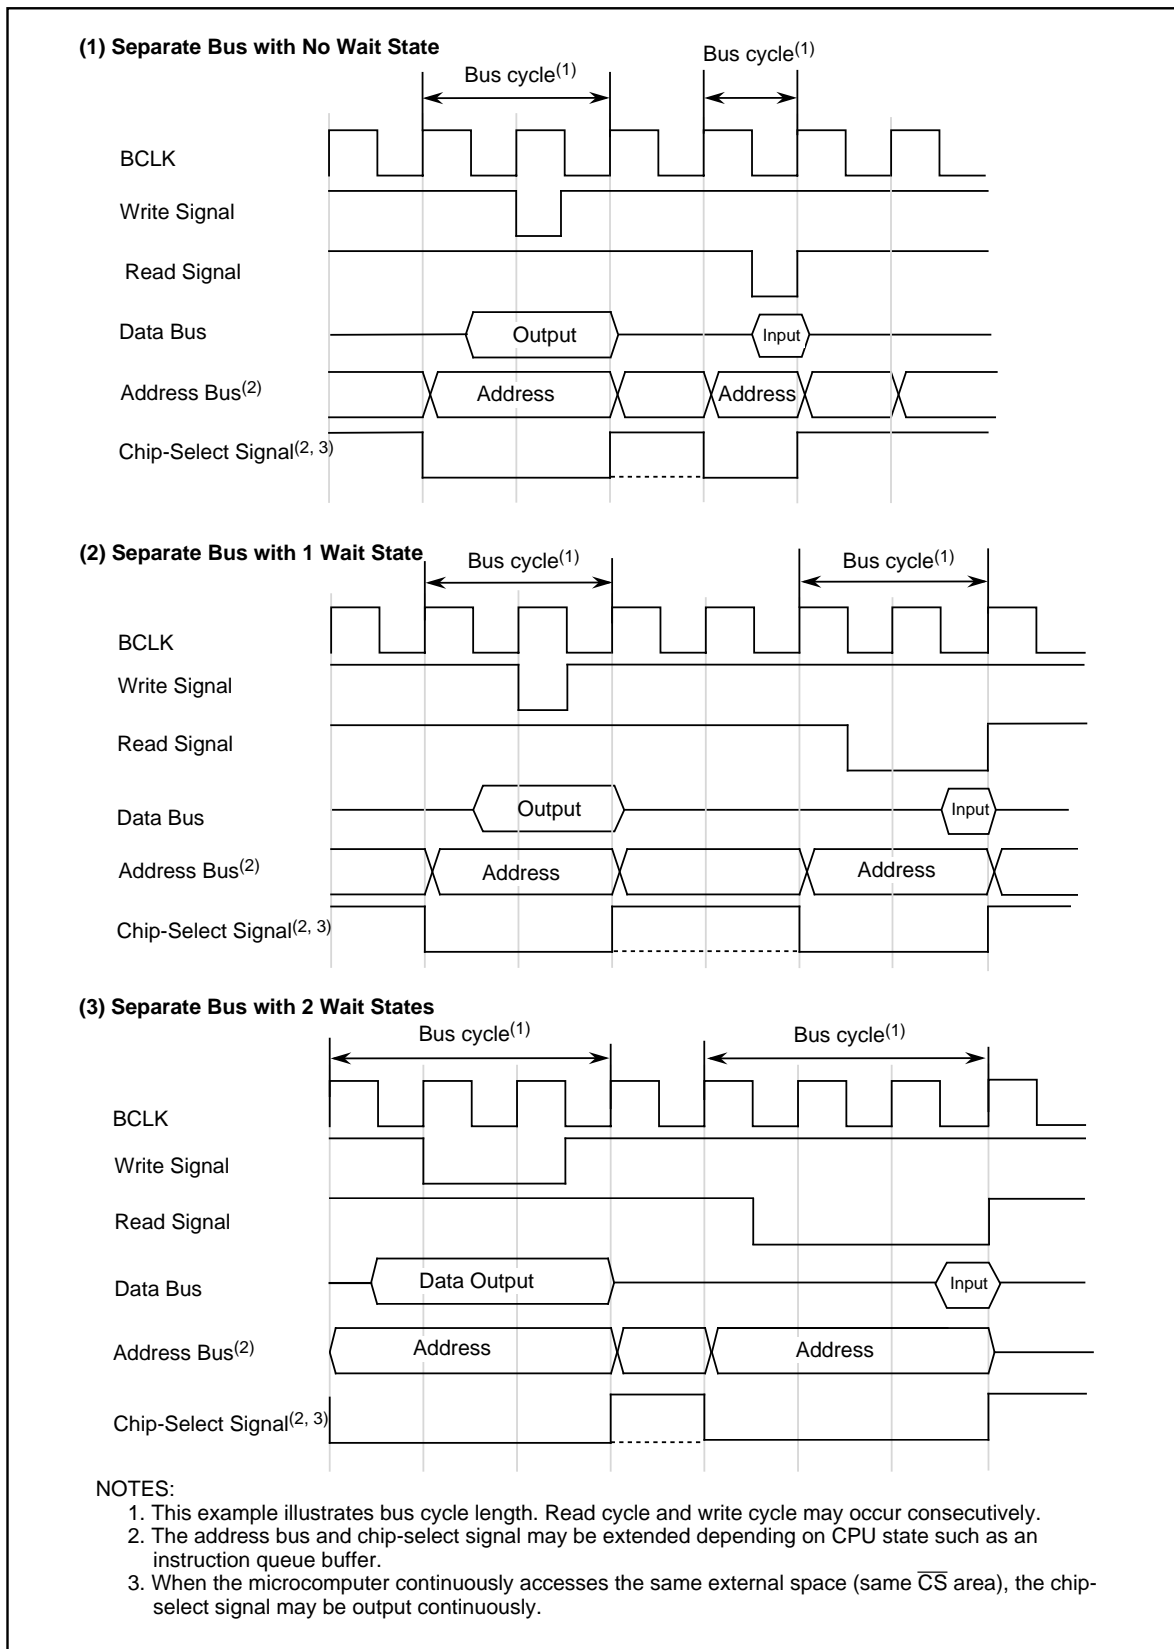 (1) Separate Bus with No Wait State
Bus cycle(1)
Bus cycle(1)
BCLK
Write Signal
Read Signal
Data Bus
Output
Input
Address Bus(2)
Address
Address
Chip-Select Signal(2, 3)
(2) Separate Bus with 1 Wait State
Bus cycle(1)
Bus cycle(1)
BCLK
Write Signal
Read Signal
Data Bus
Output
Input
Address Bus(2)
Address
Address
Chip-Select Signal(2, 3)
(3) Separate Bus with 2 Wait States
Bus cycle(1)
Bus cycle(1)
BCLK
Write Signal
Read Signal
Data Bus
Data Output
Input
Address Bus(2)
Address
Address
Chip-Select Signal(2, 3)
NOTES:
1. This example illustrates bus cycle length. Read cycle and write cycle may occur consecutively.
2. The address bus and chip-select signal may be extended depending on CPU state such as an
instruction queue buffer.
3. When the microcomputer continuously accesses the same external space (same C̅S̅ area), the chip-
select signal may be output continuously.